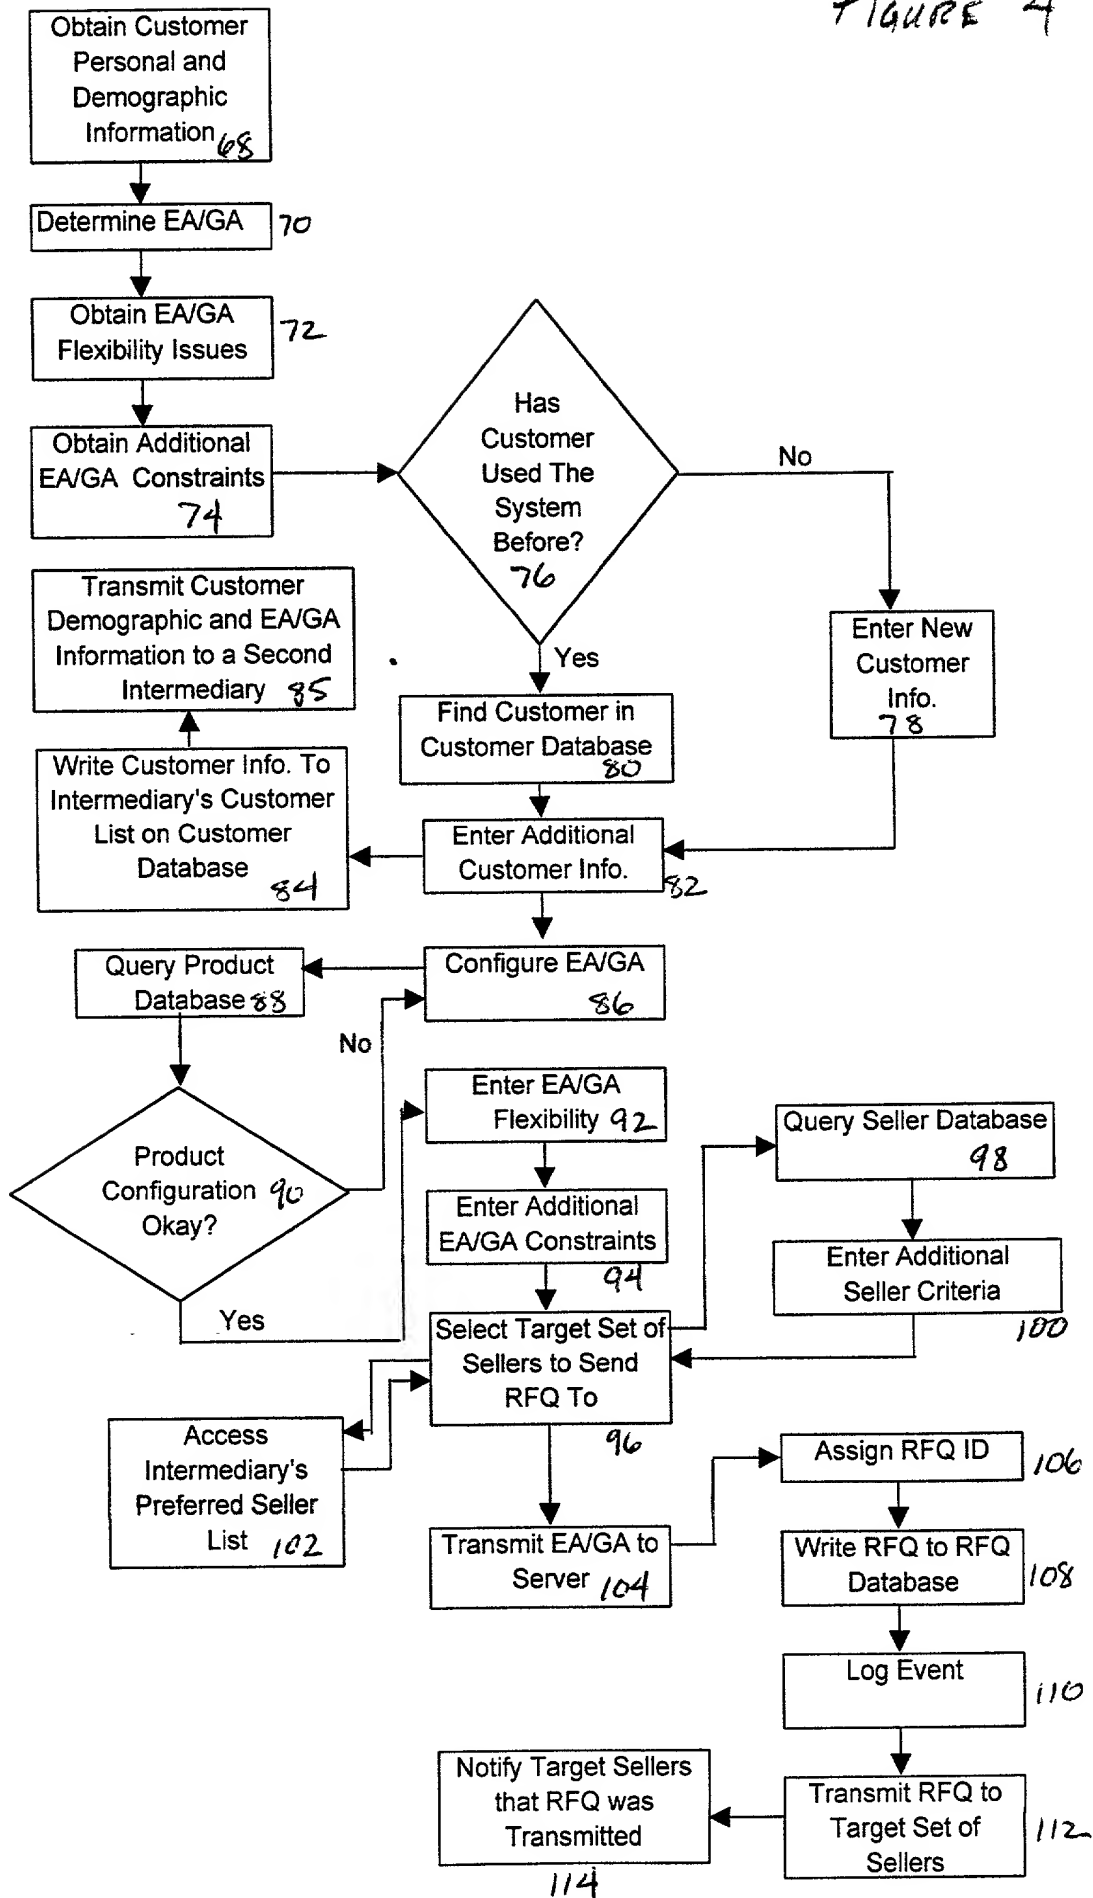 FIGURE 4
Obtain Customer
Personal and
Demographic
Information 68
Determine EA/GA 70
Obtain EA/GA
Flexibility Issues 72
Obtain Additional
EA/GA Constraints
74
Has
Customer
Used The
System
Before?
76
No
Yes
Enter New
Customer
Info.
78
Transmit Customer
Demographic and EA/GA
Information to a Second
Intermediary 85
Find Customer in
Customer Database
80
Write Customer Info. To
Intermediary's Customer
List on Customer
Database
84
Enter Additional
Customer Info.
82
Configure EA/GA
86
Query Product
Database 88
No
Product
Configuration 90
Okay?
Yes
Enter EA/GA
Flexibility 92
Enter Additional
EA/GA Constraints
94
Query Seller Database
98
Enter Additional
Seller Criteria
100
Select Target Set of
Sellers to Send
RFQ To
96
Access
Intermediary's
Preferred Seller
List 102
Transmit EA/GA to
Server 104
Assign RFQ ID 106
Write RFQ to RFQ
Database 108
Log Event
110
Transmit RFQ to
Target Set of 112
Sellers
Notify Target Sellers
that RFQ was
Transmitted
114